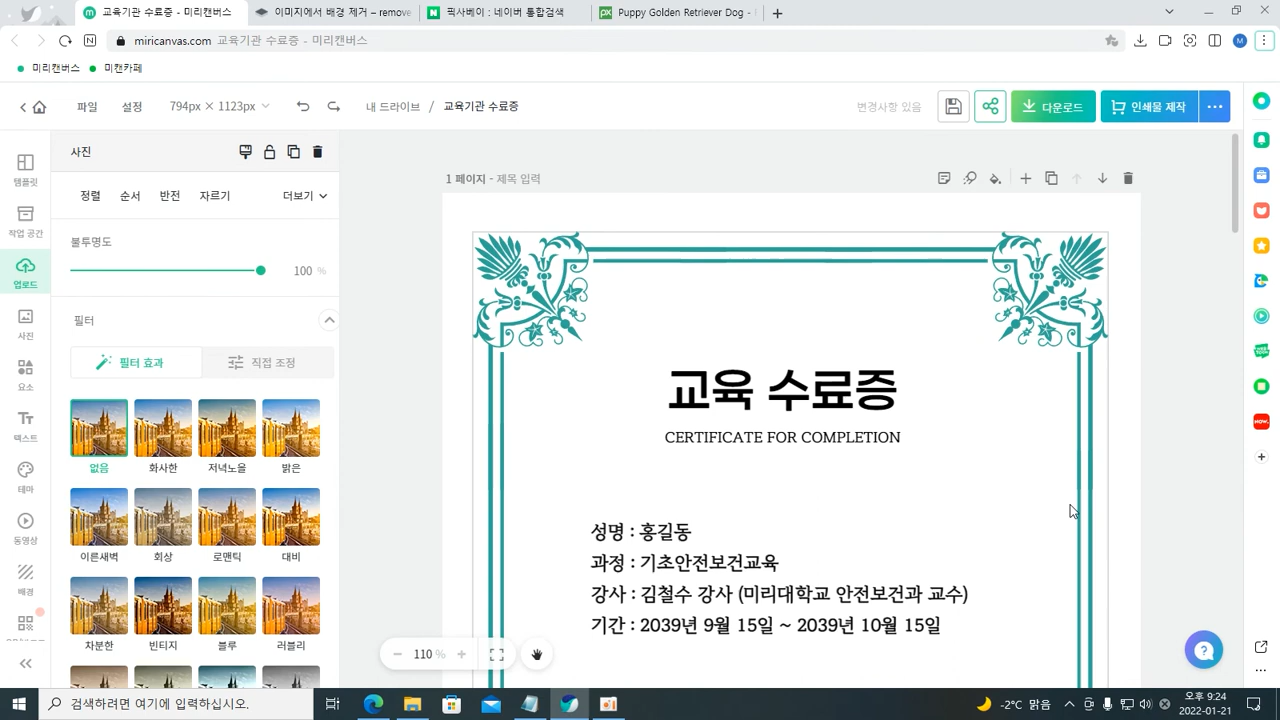 교육기관 수료증 - 미리캔버스
이미지에서 배경 제거 – remove
픽사베이 : 네이버 통합검색
Puppy Golden Retriever Dog -
miricanvas.com 교육기관 수료증 - 미리캔버스
미리캔버스 미캔카페
파일 설정 794px × 1123px 내 드라이브 / 교육기관 수료증 변경사항 있음 다운로드 인쇄물 제작
사진
정렬 순서 반전 자르기 더보기
불투명도
100 %
필터
필터 효과 직접 조정
없음 화사한 저녁노을 밝은
이른새벽 회상 로맨틱 대비
차분한 빈티지 블루 러블리
템플릿
작업 공간
업로드
사진
요소
텍스트
테마
동영상
배경
1 페이지 - 제목 입력
교육 수료증
CERTIFICATE FOR COMPLETION
성명 : 홍길동
과정 : 기초안전보건교육
강사 : 김철수 강사 (미리대학교 안전보건과 교수)
기간 : 2039년 9월 15일 ~ 2039년 10월 15일
110 %
NOW.
검색하려면 여기에 입력하십시오.
-2°C 맑음
오후 9:24
2022-01-21